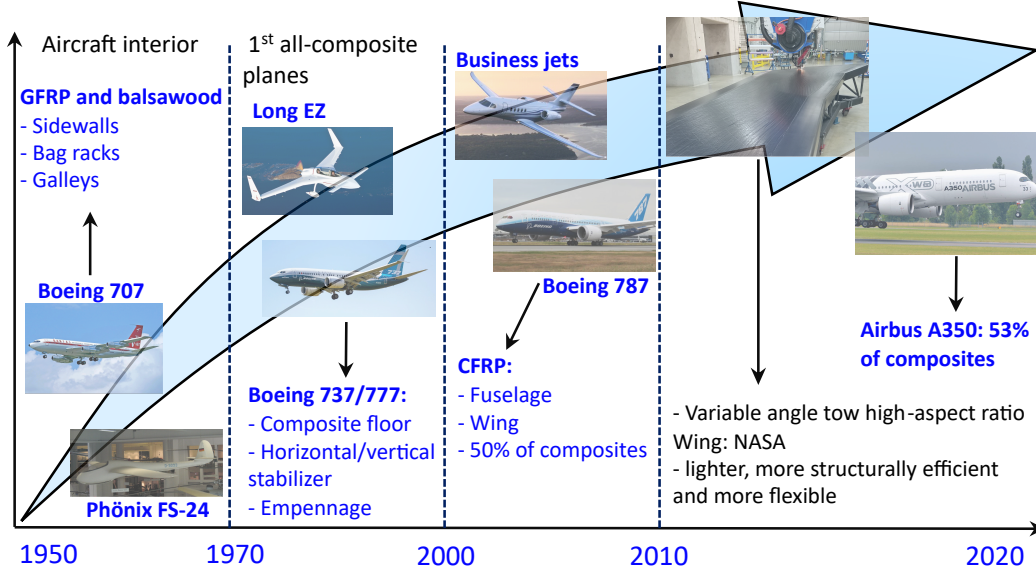 Aircraft interior
GFRP and balsawood
- Sidewalls
- Bag racks
- Galleys
Boeing 707
Phönix FS-24
1st all-composite
planes
Long EZ
Boeing 737/777:
- Composite floor
- Horizontal/vertical
stabilizer
- Empennage
Business jets
Boeing 787
CFRP:
- Fuselage
- Wing
- 50% of composites
- Variable angle tow high-aspect ratio
Wing: NASA
- lighter, more structurally efficient
and more flexible
A350 AIRBUS
Airbus A350: 53%
of composites
1950
1970
2000
2010
2020